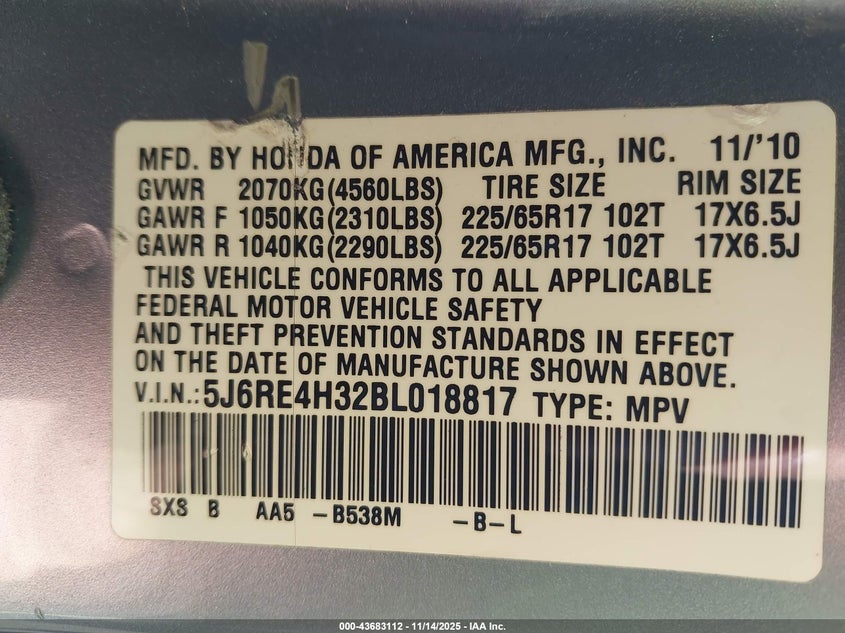 MFD. BY HONDA OF AMERICA MFG., INC. 11/'10
GVWR 2070KG(4560LBS) TIRE SIZE RIM SIZE
GAWR F 1050KG(2310LBS) 225/65R17 102T 17X6.5J
GAWR R 1040KG(2290LBS) 225/65R17 102T 17X6.5J
THIS VEHICLE CONFORMS TO ALL APPLICABLE
FEDERAL MOTOR VEHICLE SAFETY
AND THEFT PREVENTION STANDARDS IN EFFECT
ON THE DATE OF MANUFACTURE SHOWN ABOVE.
V.I.N.:5J6RE4H32BL018817 TYPE: MPV
SXS B AA5 -B538M -B-L
000-43683112 - 11/14/2025 - IAA Inc.